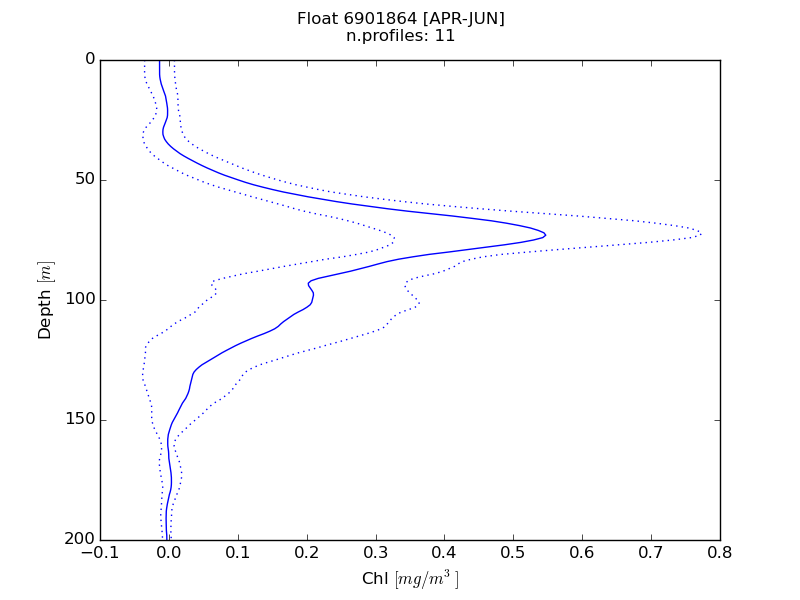 Float 6901864 [APR-JUN]
n.profiles: 11
0
50
100
150
200
Depth [m]
−0.1 0.0 0.1 0.2 0.3 0.4 0.5 0.6 0.7 0.8
Chl [mg/m³ ]